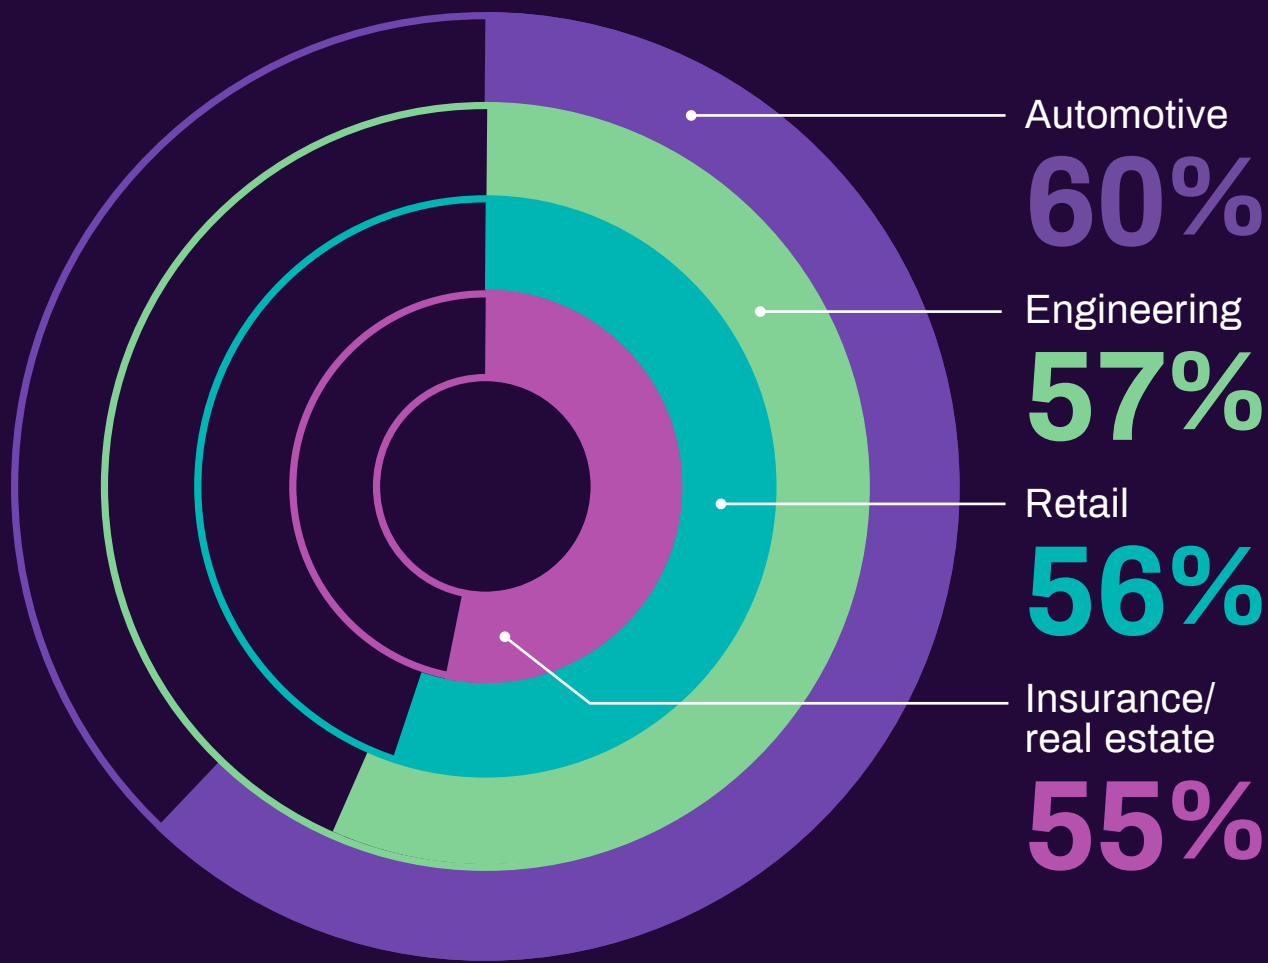 Automotive
60%
Engineering
57%
Retail
56%
Insurance/
real estate
55%